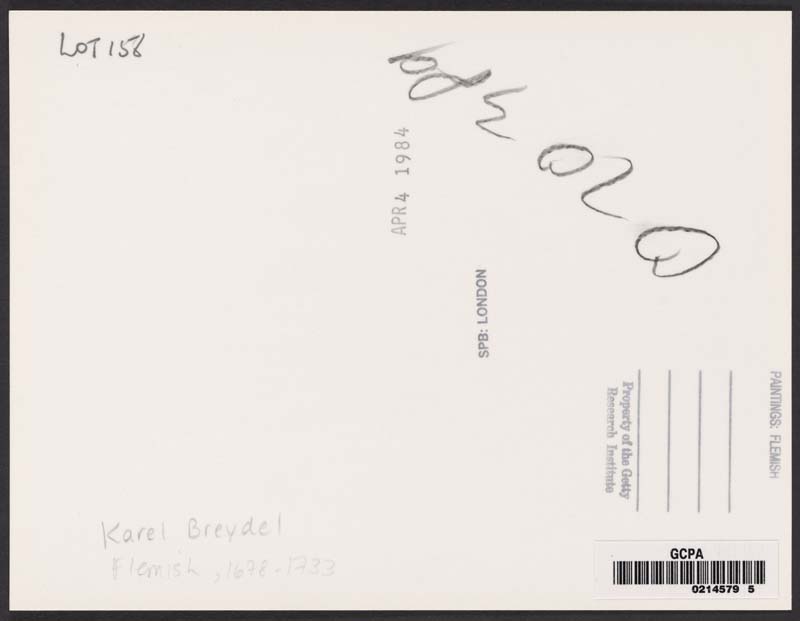 LOT 158
APR 4 1984
SPB: LONDON
PAINTINGS: FLEMISH
Property of the Getty
Research Institute
Karel Breydel
Flemish, 1678-1733
GCPA
0214579 5